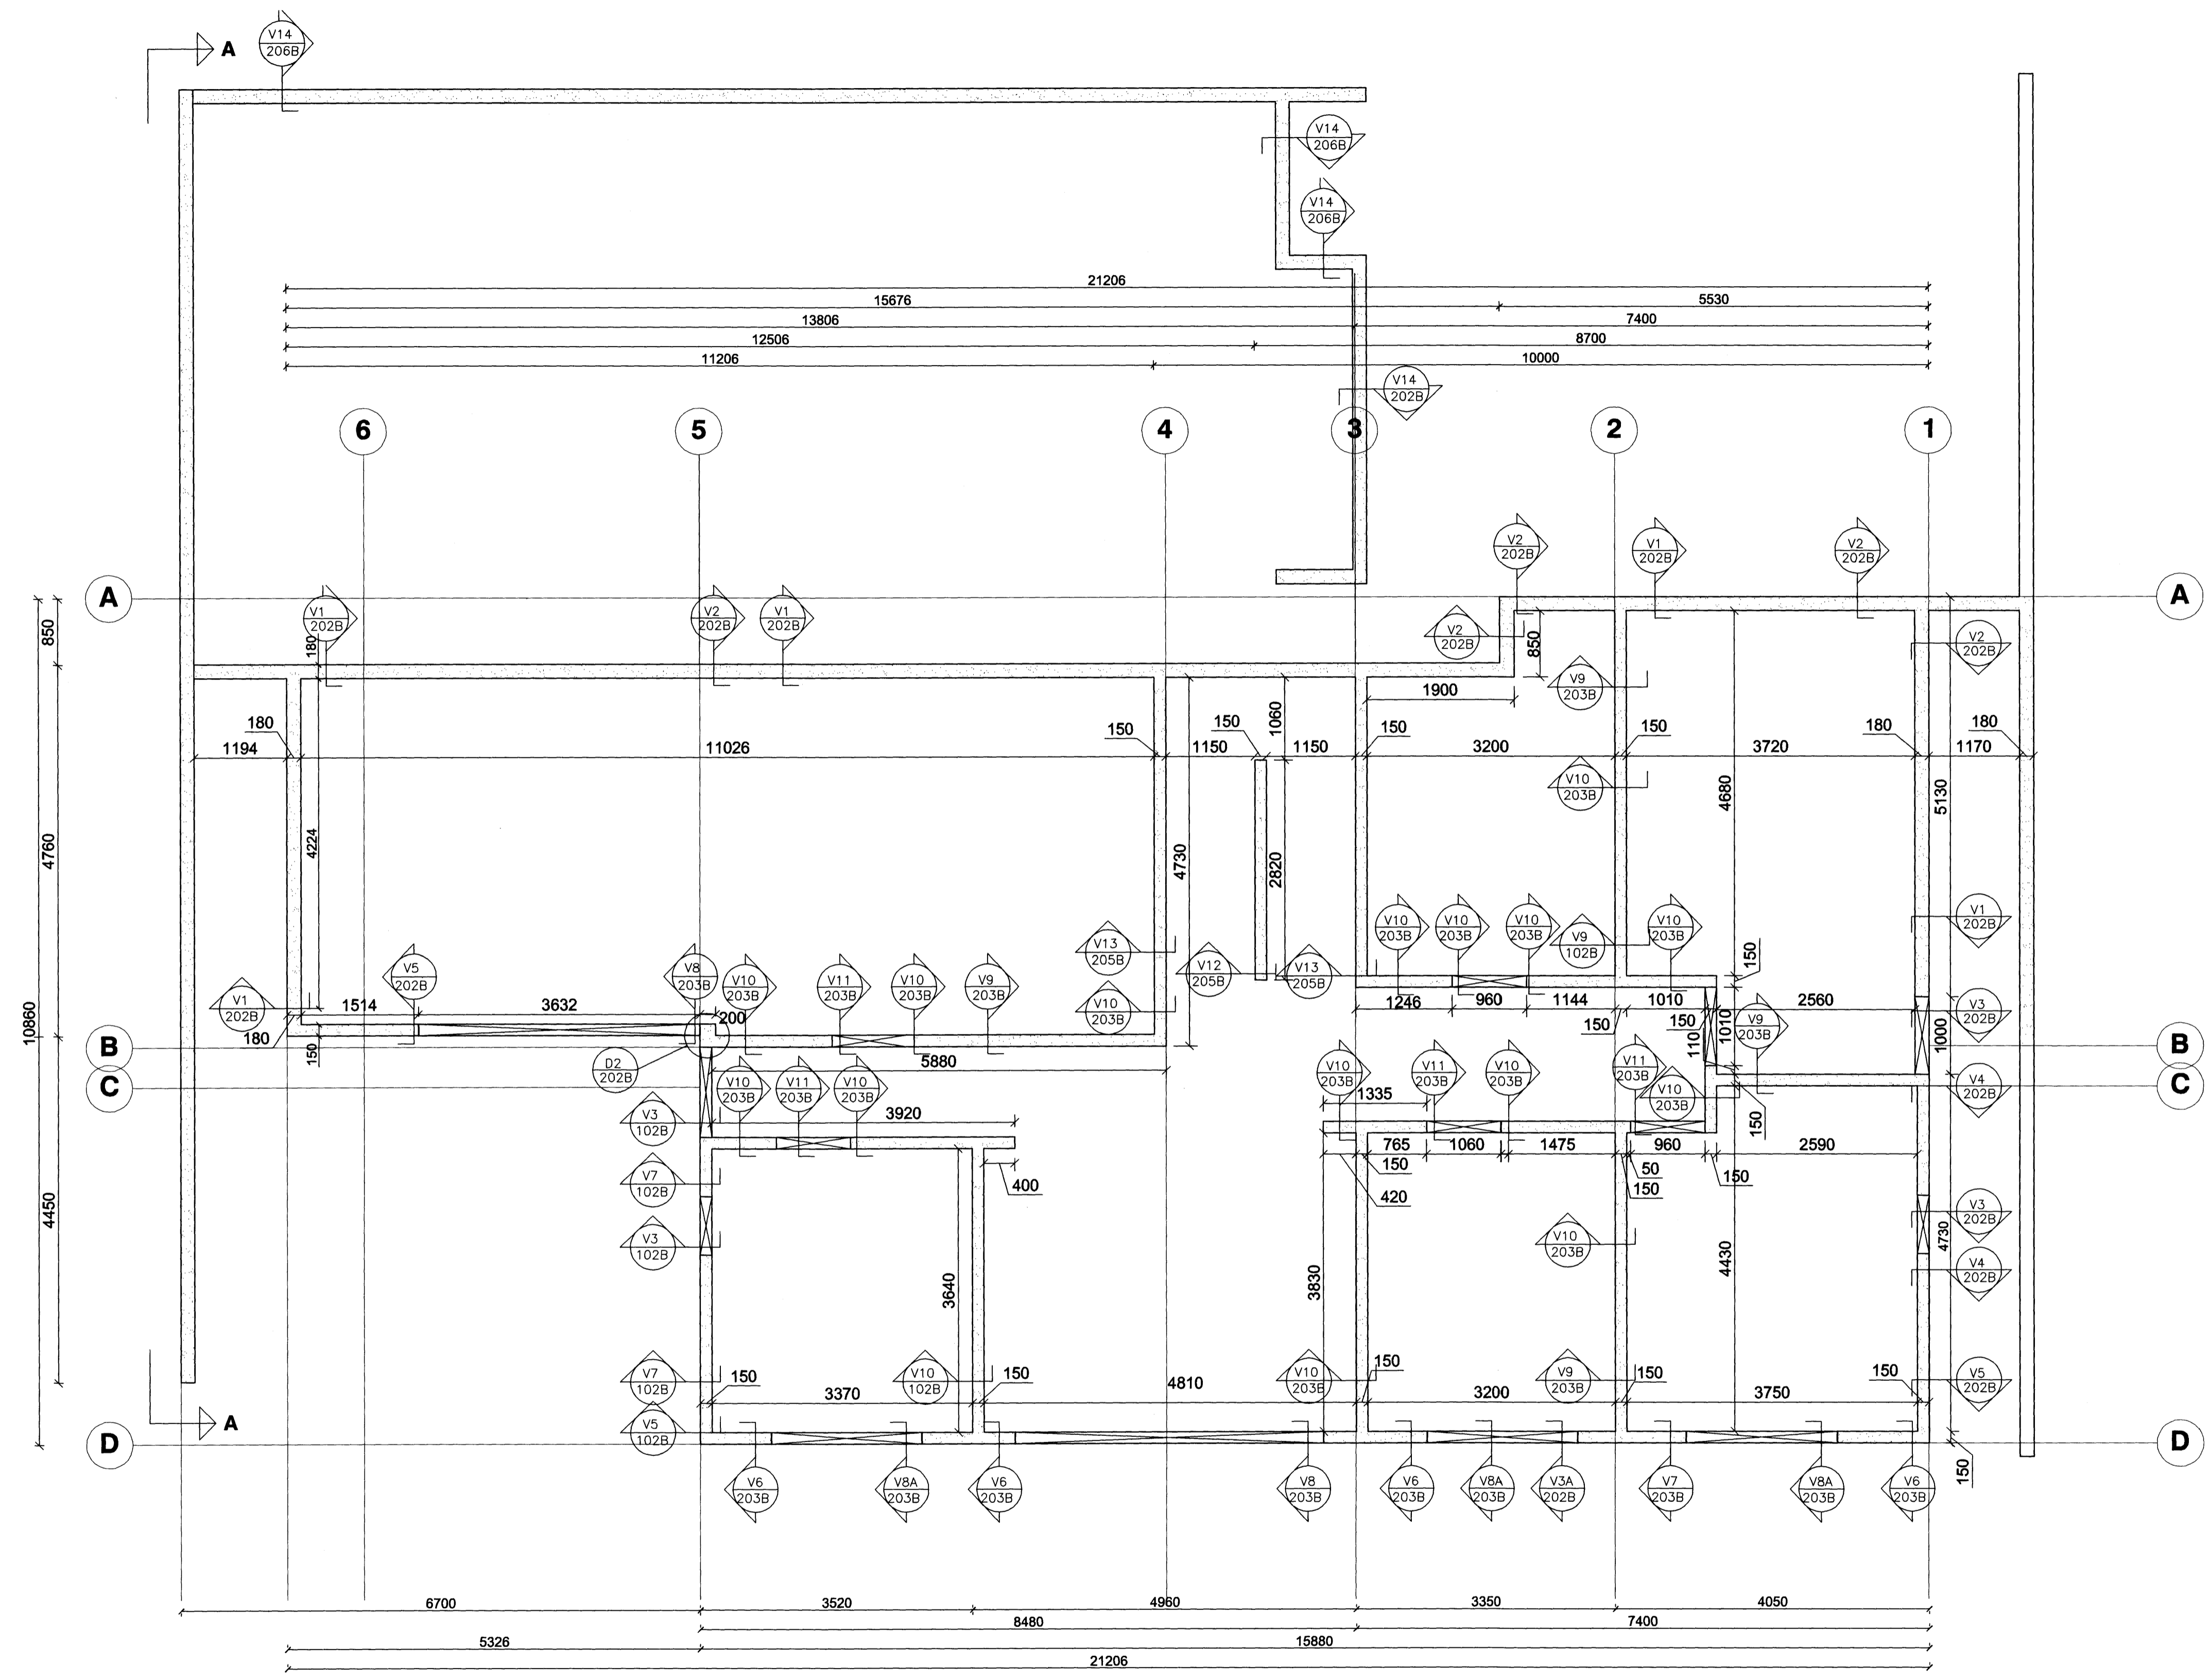 A
V14
206B
V14
206B
V14
206B
21206
15676 5530
13806 7400
12506 8700
11206 10000
V14
202B
6 5 4 3 2 1
V2
202B
V1
202B
V2
202B
A A
V1
202B
V2
202B
V1
202B
V2
202B
V2
202B
850
180
850
V9
203B
1900
180 150 150 1060 150 150 180 180
1194 11026 1150 1150 3200 3720 1170
V10
203B
4680
5130
4224
4760
4730
2820
V10
203B
V10
203B
V10
203B
V9
102B
V10
203B
V1
202B
V13
205B
V12
205B
V13
205B
150
V5
202B
V8
203B
V10
203B
V11
203B
V10
203B
V9
203B
V1
202B
V10
203B
1514 3632 200
1246 960 1144 1010 2560
V3
202B
180
150
150 150 110 1010
V9
203B
1000
10860
B B
D2
202B
5880
V10
203B
V11
203B
V10
203B
V11
203B
V10
203B
C C
V4
202B
V10
203B
V11
203B
V10
203B
1335
150
V3
102B
3920
765 1060 1475 960 2590
150 50 150
420 150
400
V7
102B
V3
102B
4450
3640
3830
V10
203B
4430
V3
202B
4730
V4
202B
V7
102B
V10
102B
V10
203B
V9
203B
V5
202B
150 150 150 150 150
3370 4810 3200 3750
V5
102B
A
D D
150
V6
203B
V8A
203B
V6
203B
V8
203B
V6
203B
V8A
203B
V3A
202B
V7
203B
V8A
203B
V6
203B
6700 3520 4960 3350 4050
8480 7400
5326 15880
21206